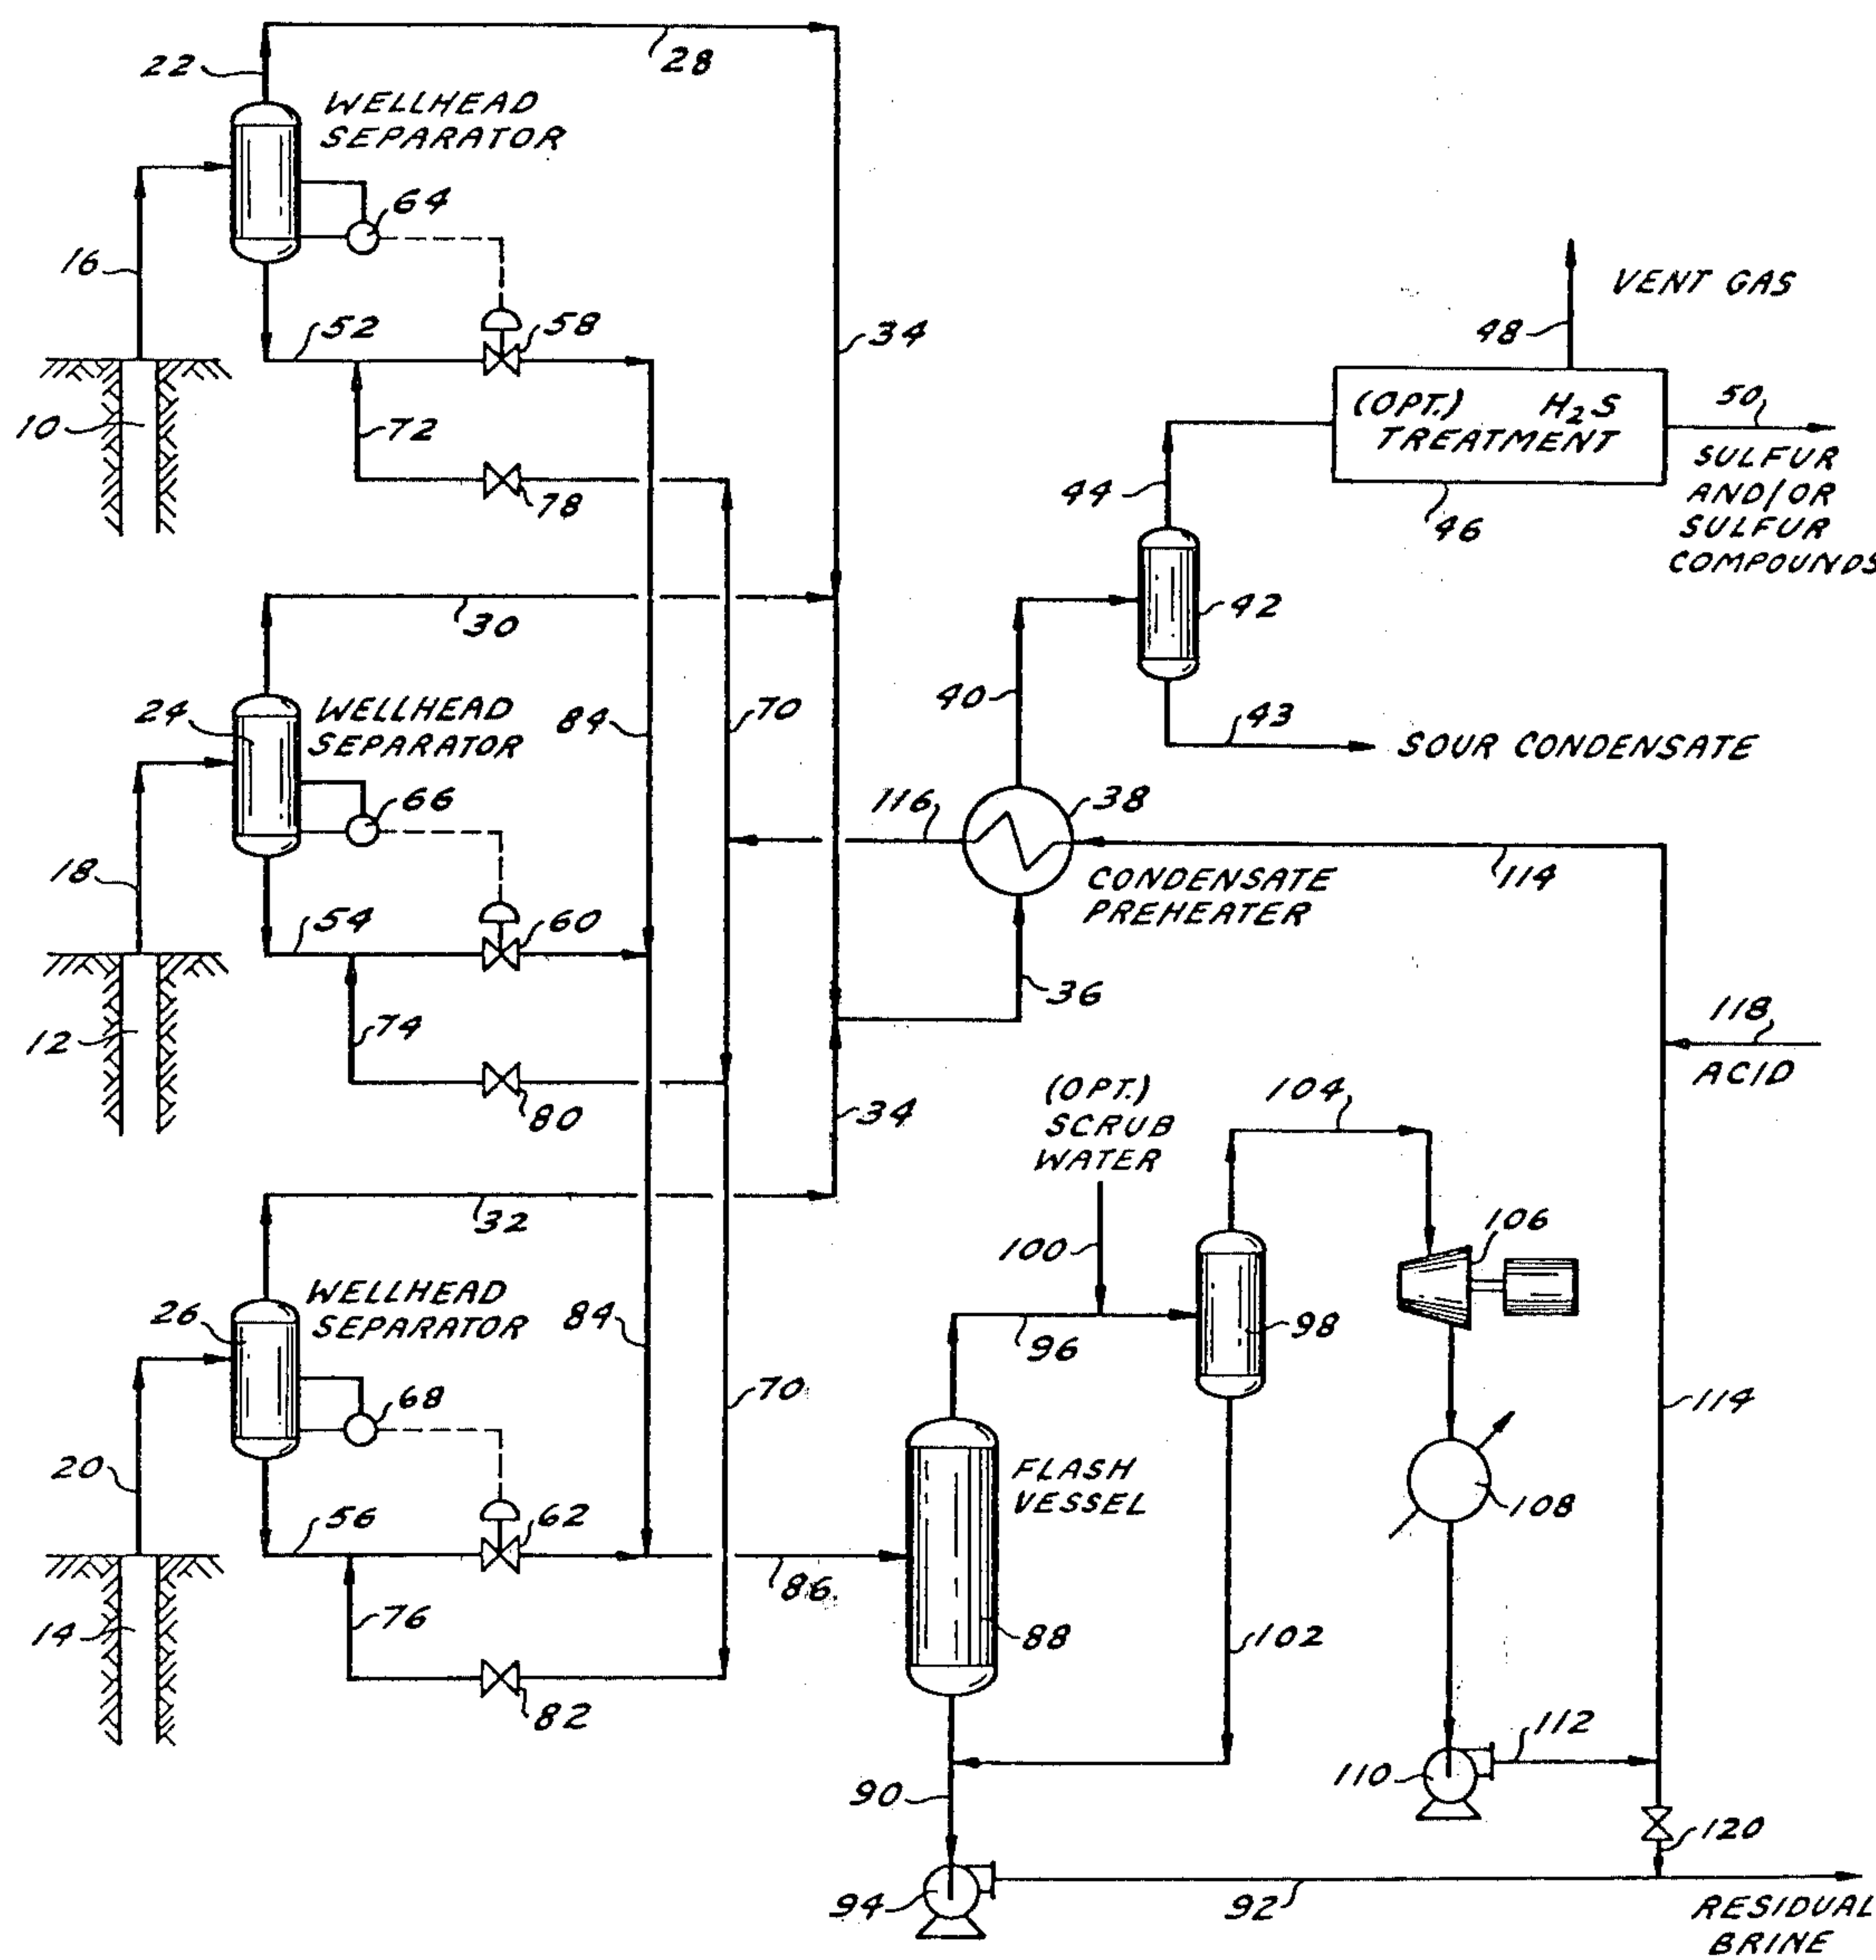 28
22
WELLHEAD
SEPARATOR
64
16
52
58
34
10
72
78
VENT GAS
48
(OPT.) H₂S
TREATMENT
50
SULFUR
AND/OR
SULFUR
COMPOUNDS
46
44
42
30
40
43
SOUR CONDENSATE
24
WELLHEAD
SEPARATOR
84
70
66
116
38
114
CONDENSATE
PREHEATER
18
54
60
36
12
74
80
34
118
ACID
(OPT.)
SCRUB
WATER
104
32
100
106
26
WELLHEAD
SEPARATOR
84
96
98
70
68
114
20
FLASH
VESSEL
108
56
62
86
14
76
88
102
82
112
110
90
120
94
92
RESIDUAL
BRINE